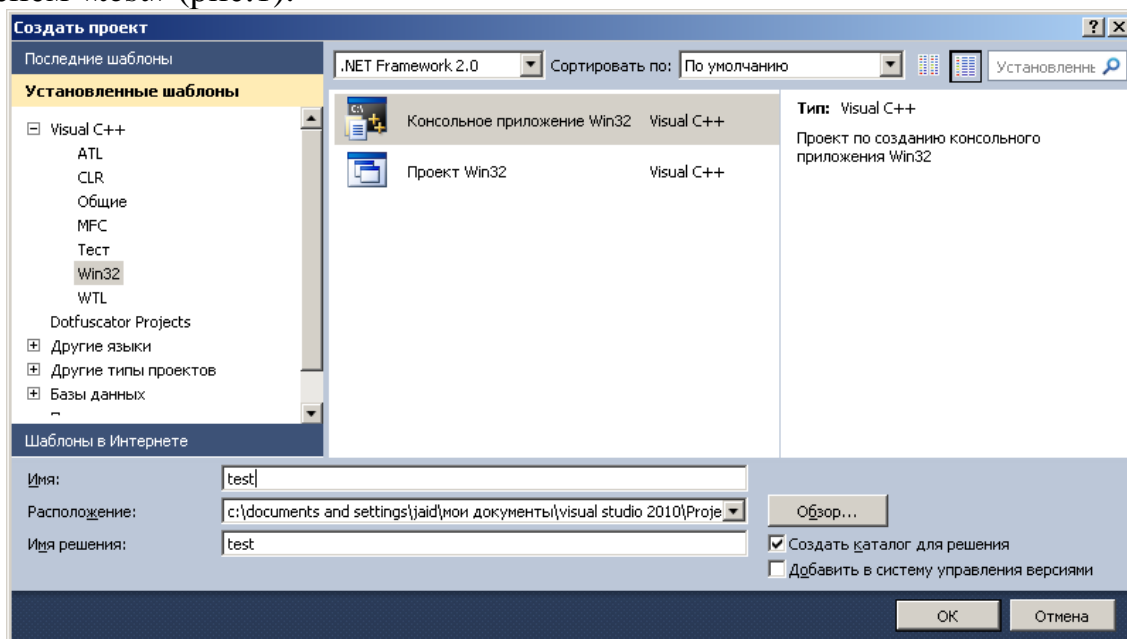 (рис.1).
Создать проект
Последние шаблоны
.NET Framework 2.0 Сортировать по: По умолчанию
Установленные шаблоны
Visual C++
ATL
CLR
Общие
MFC
Тест
Win32
WTL
Dotfuscator Projects
Другие языки
Другие типы проектов
Базы данных
Шаблоны в Интернете
Консольное приложение Win32 Visual C++
Проект Win32 Visual C++
Тип: Visual C++
Проект по созданию консольного
приложения Win32
Имя: test
Расположение: c:\documents and settings\jaid\мои документы\visual studio 2010\Proje
Обзор...
Имя решения: test
Создать каталог для решения
Добавить в систему управления версиями
ОК Отмена